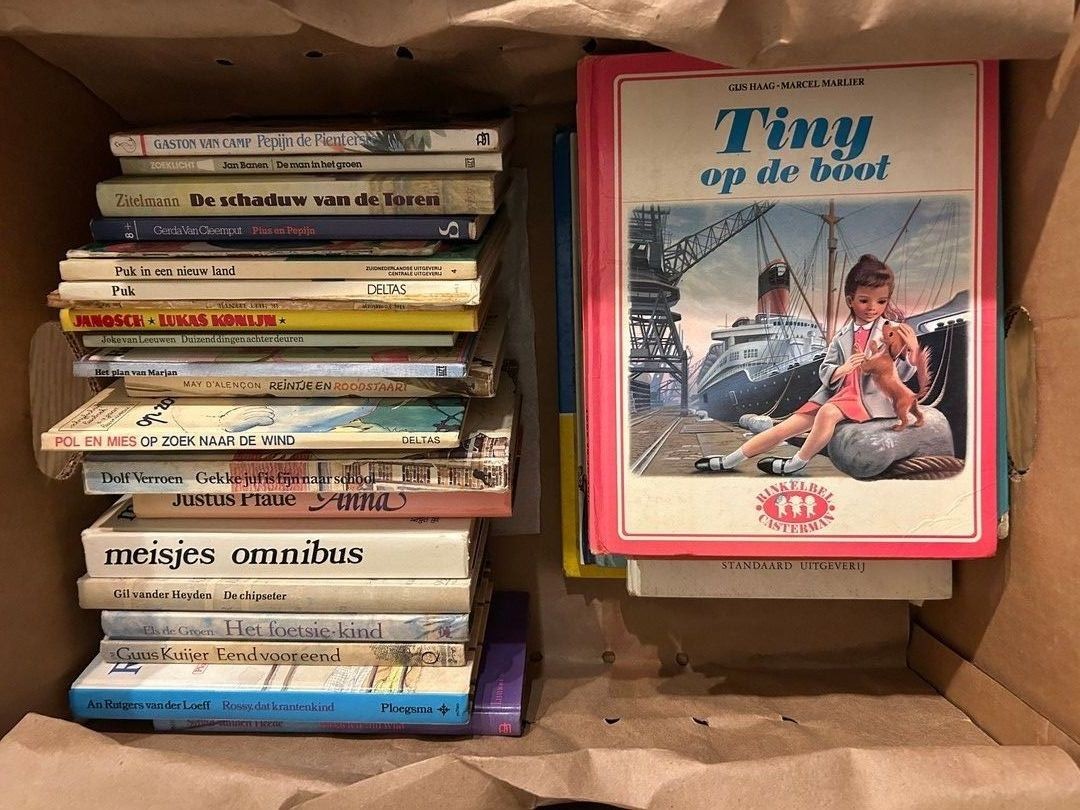 GASTON VAN CAMP Pepijn de Pienters
ZOEKLICHT Jan Banen De man in het groen
Zitelmann De schaduw van de Toren
8+ Gerda Van Cleemput Pius en Pepijn
Puk in een nieuw land ZUIDNEDERLANDSE UITGEVERIJ CENTRALE UITGEVERIJ 4
Puk DELTAS
JANOSCH ★ LUKAS KONIJN ★
Joke van Leeuwen Duizend dingen achter deuren
Het plan van Marjan
MAY D'ALENÇON REINTJE EN ROODSTAART
POL EN MIES OP ZOEK NAAR DE WIND DELTAS
Dolf Verroen Gekke juf is fijn naar school
Justus Pfaue Anna
meisjes omnibus
Gil vander Heyden De chipseter
Els de Groen Het foetsie-kind
Guus Kuijer Eend voor eend
An Rutgers van der Loeff Rossy, dat krantenkind Ploegsma
GIJS HAAG - MARCEL MARLIER
Tiny
op de boot
RINKELBEL
CASTERMAN
STANDAARD UITGEVERIJ